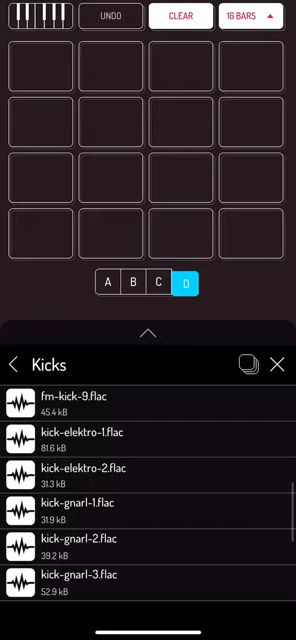 UNDO
CLEAR
16 BARS
A
B
C
D
Kicks
fm-kick-9.flac
45.4 kB
kick-elektro-1.flac
81.6 kB
kick-elektro-2.flac
31.3 kB
kick-gnarl-1.flac
31.9 kB
kick-gnarl-2.flac
39.2 kB
kick-gnarl-3.flac
52.9 kB